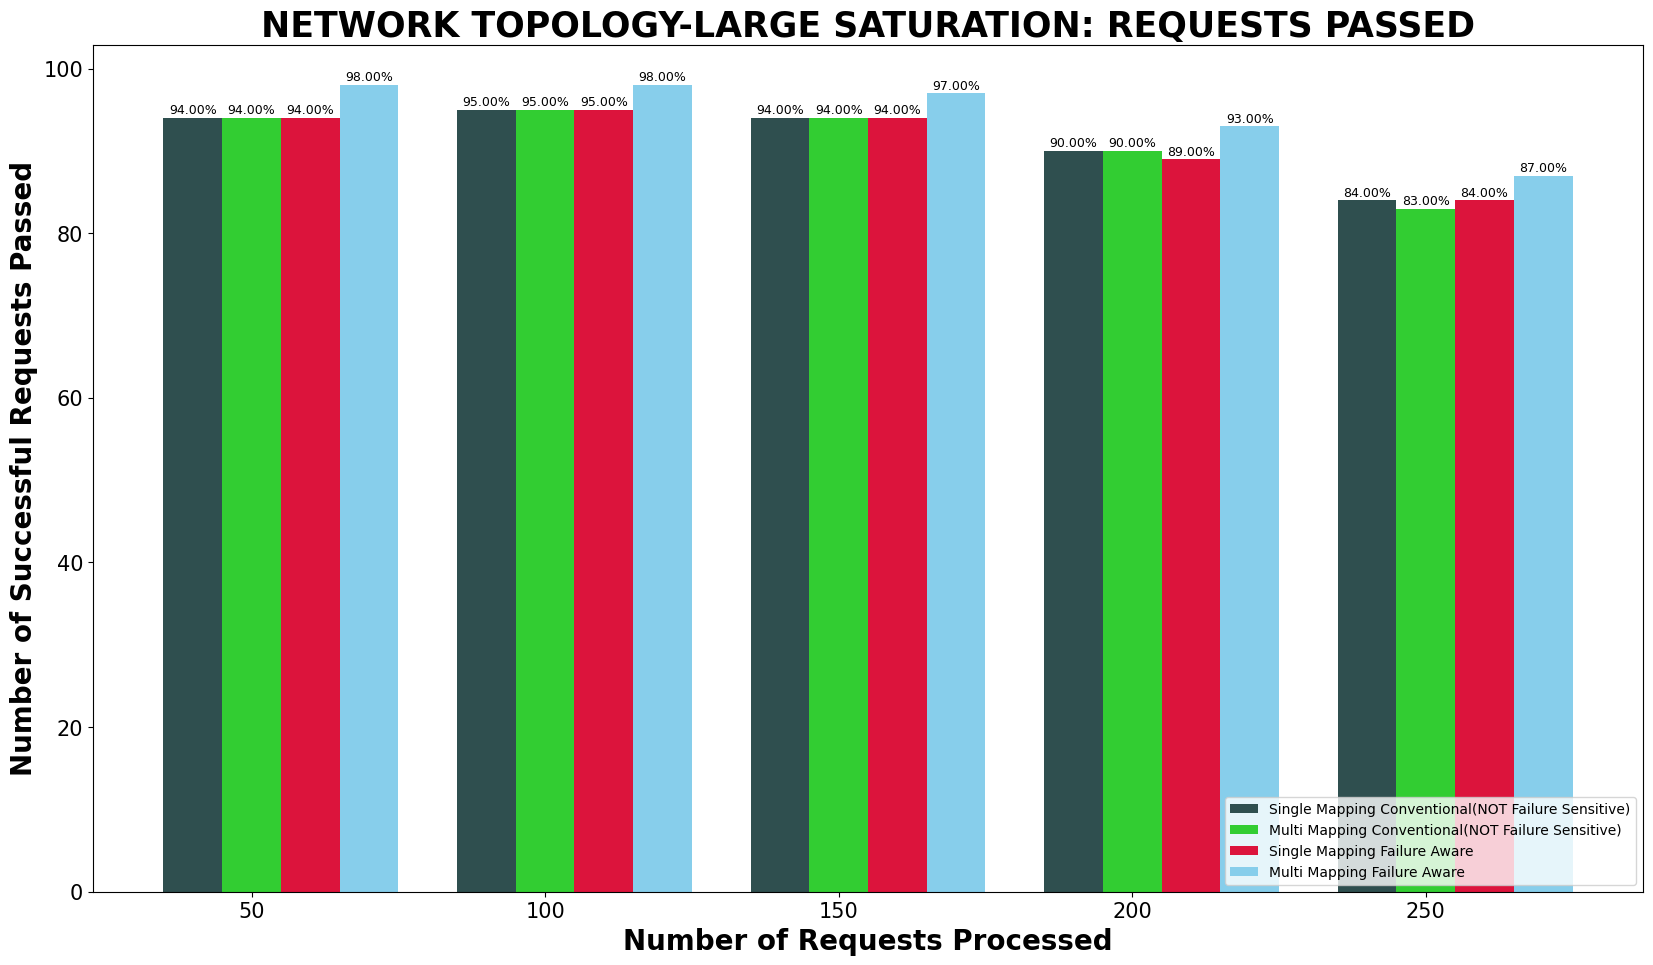 NETWORK TOPOLOGY-LARGE SATURATION: REQUESTS PASSED
Number of Successful Requests Passed
100
80
60
40
20
0
94.00% 94.00% 94.00% 98.00%
95.00% 95.00% 95.00% 98.00%
94.00% 94.00% 94.00% 97.00%
90.00% 90.00% 89.00% 93.00%
84.00% 83.00% 84.00% 87.00%
Single Mapping Conventional(NOT Failure Sensitive)
Multi Mapping Conventional(NOT Failure Sensitive)
Single Mapping Failure Aware
Multi Mapping Failure Aware
50 100 150 200 250
Number of Requests Processed